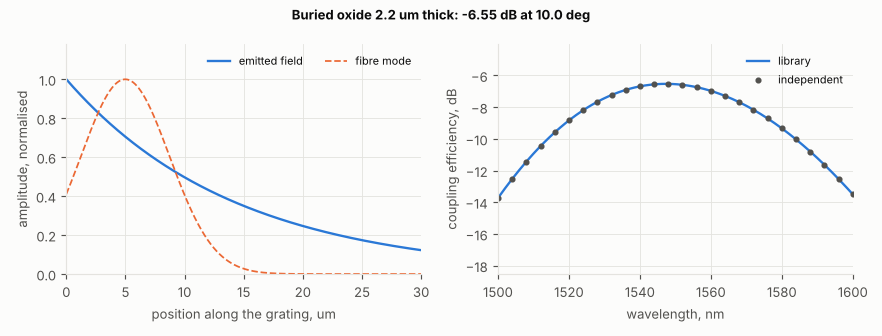 Buried oxide 2.2 um thick: -6.55 dB at 10.0 deg
emitted field
fibre mode
amplitude, normalised
1.0
0.8
0.6
0.4
0.2
0.0
0
5
10
15
20
25
30
position along the grating, um
library
independent
coupling efficiency, dB
−6
−8
−10
−12
−14
−16
−18
1500
1520
1540
1560
1580
1600
wavelength, nm